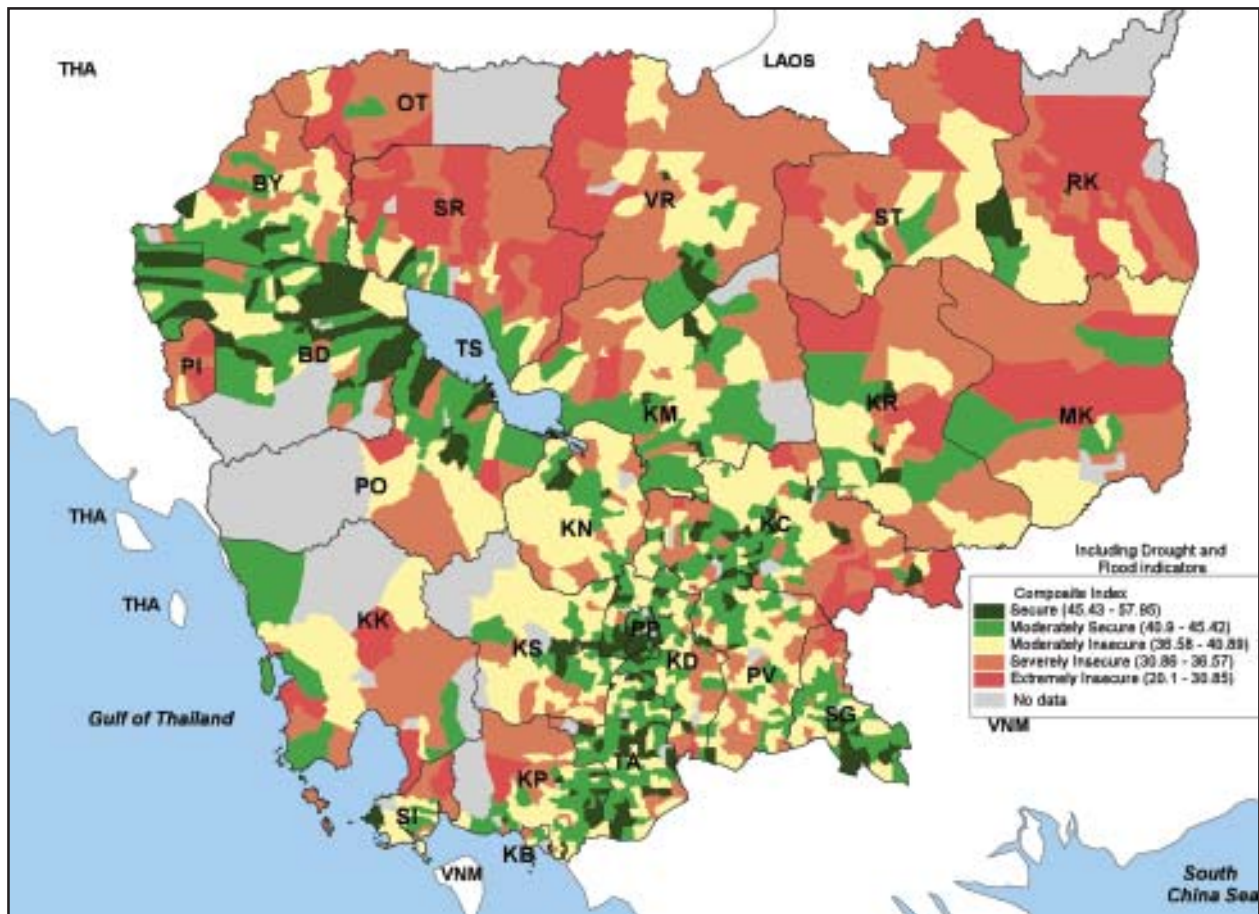 THA
LAOS
OT
BY
SR
VR
ST
RK
PI
BD
TS
KM
KR
MK
PO
THA
KN
KC
Including Drought and
Flood indicators
Composite Index
Secure (45.43 - 57.95)
Moderately Secure (40.9 - 45.42)
Moderately Insecure (36.58 - 40.89)
Severely Insecure (30.86 - 36.57)
Extremely Insecure (20.1 - 30.85)
No data
THA
KK
KS
PP
KD
PV
Gulf of Thailand
SG
VNM
TA
KP
SI
KB
VNM
South
China Sea